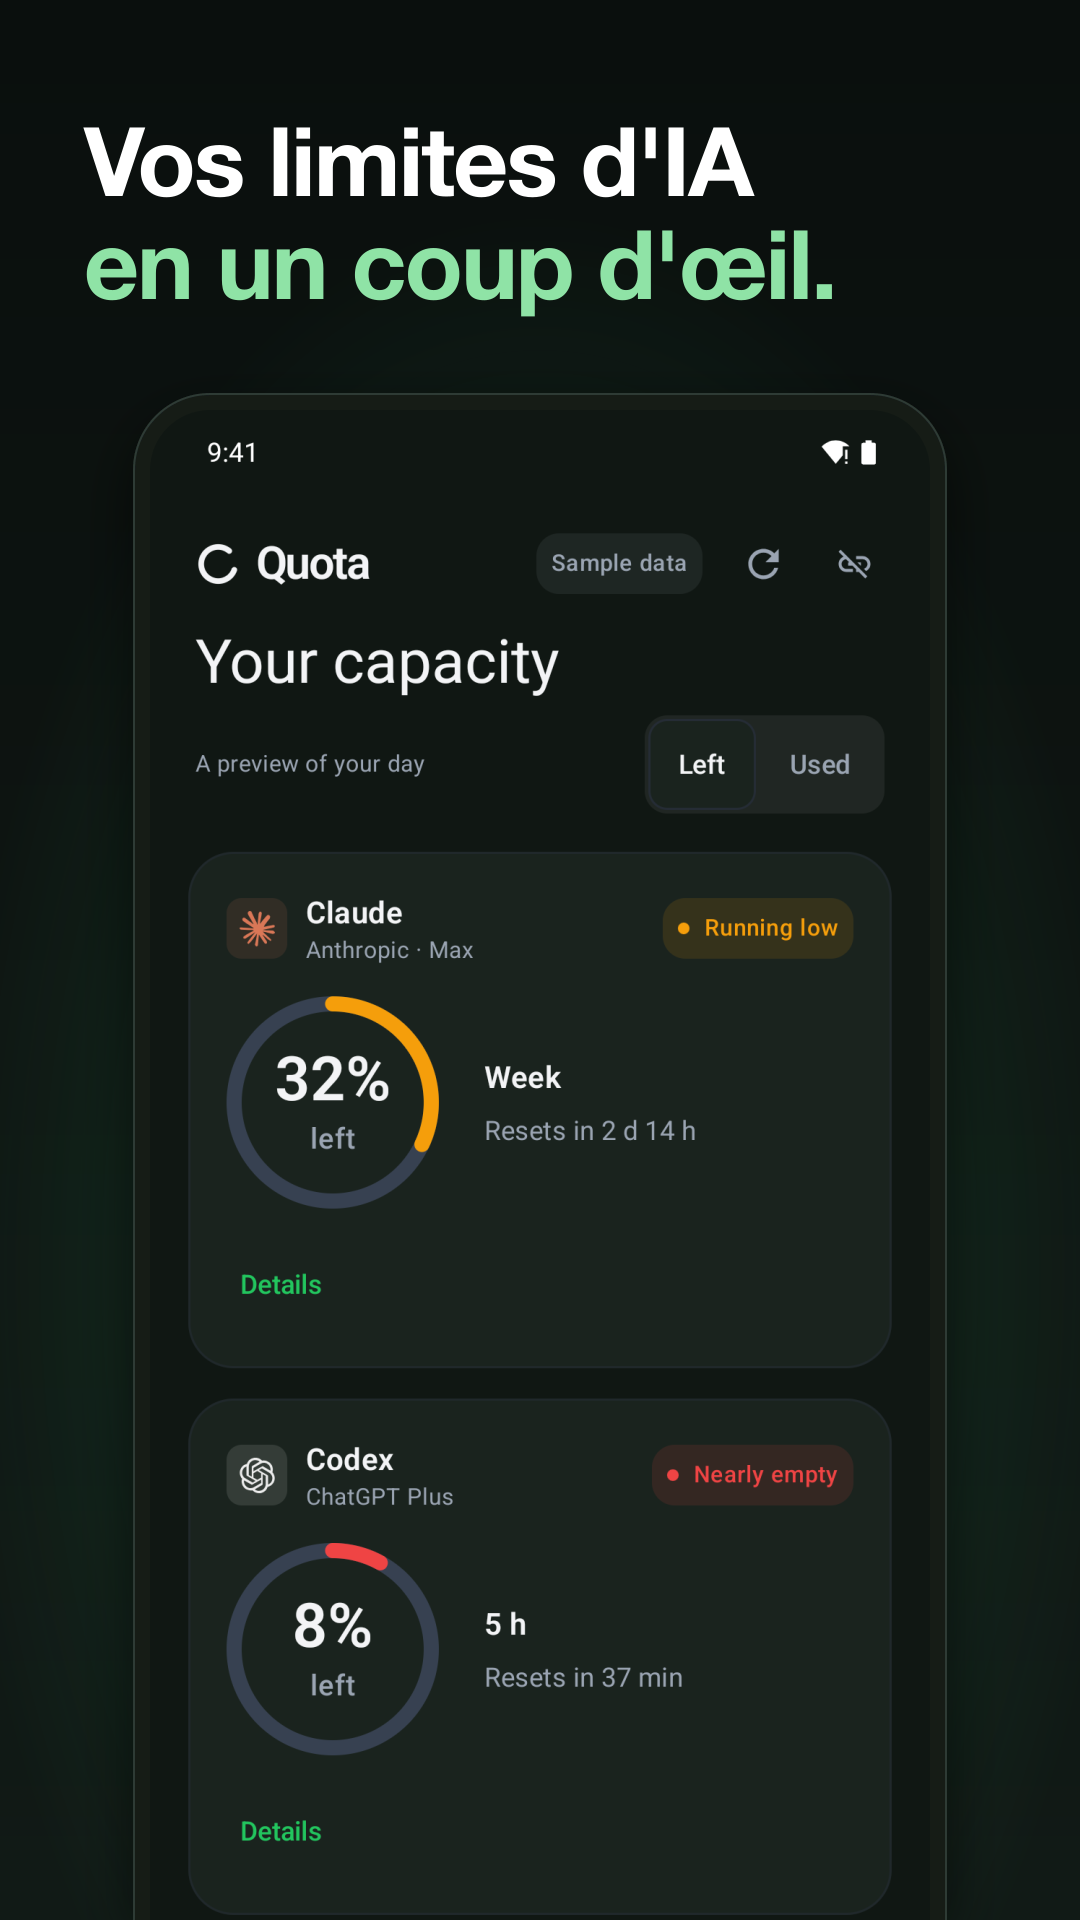 Vos limites d'IA
en un coup d'œil.
9:41
Quota
Sample data
Your capacity
A preview of your day
Left
Used
Claude
Anthropic · Max
Running low
32%
left
Week
Resets in 2 d 14 h
Details
Codex
ChatGPT Plus
Nearly empty
8%
left
5 h
Resets in 37 min
Details